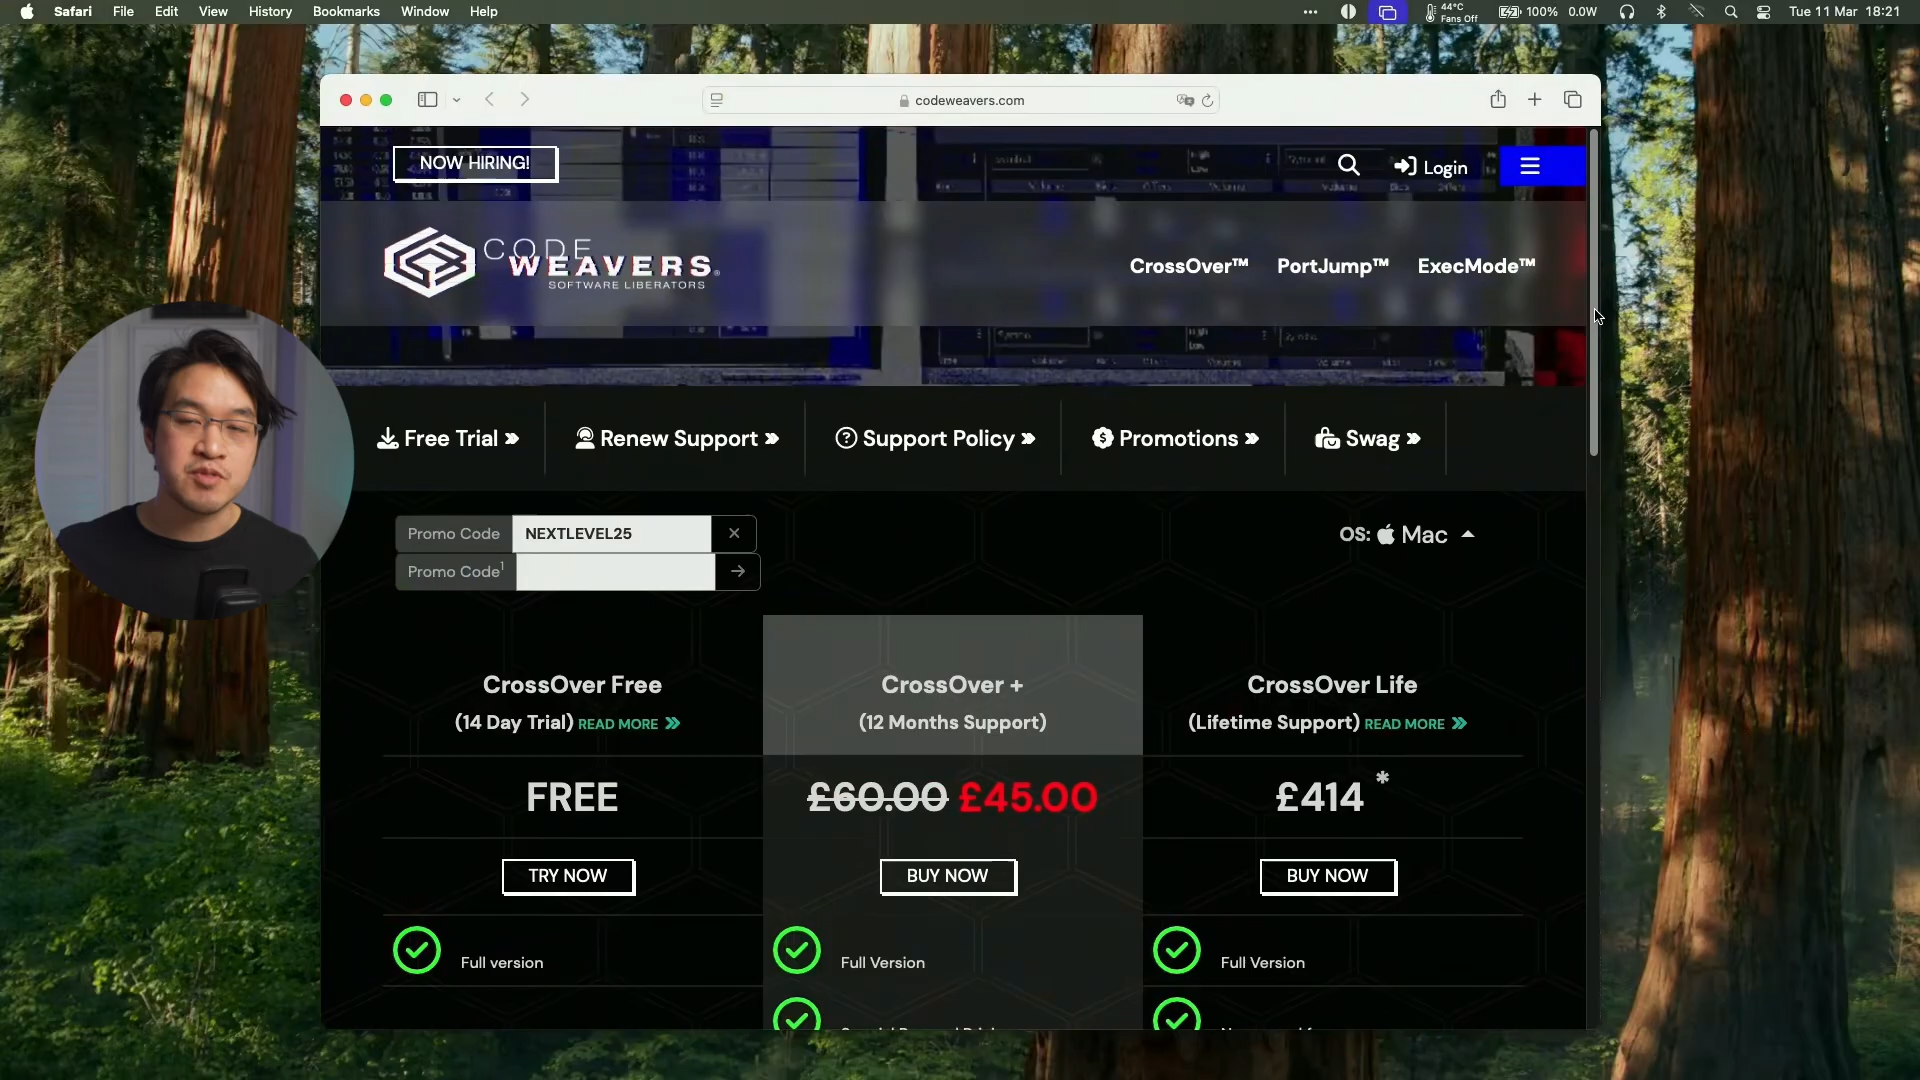 Safari File Edit View History Bookmarks Window Help
44°C
Fans Off
100% 0.0W
Tue 11 Mar 18:21
codeweavers.com
NOW HIRING!
Login
CODE
WEAVERS®
SOFTWARE LIBERATORS
CrossOver™ PortJump™ ExecMode™
Free Trial
Renew Support
Support Policy
Promotions
Swag
Promo Code NEXTLEVEL25
OS: Mac
Promo Code1
CrossOver Free
(14 Day Trial) READ MORE
CrossOver +
(12 Months Support)
CrossOver Life
(Lifetime Support) READ MORE
FREE
£60.00 £45.00
£414 *
TRY NOW
BUY NOW
BUY NOW
Full version
Full Version
Full Version